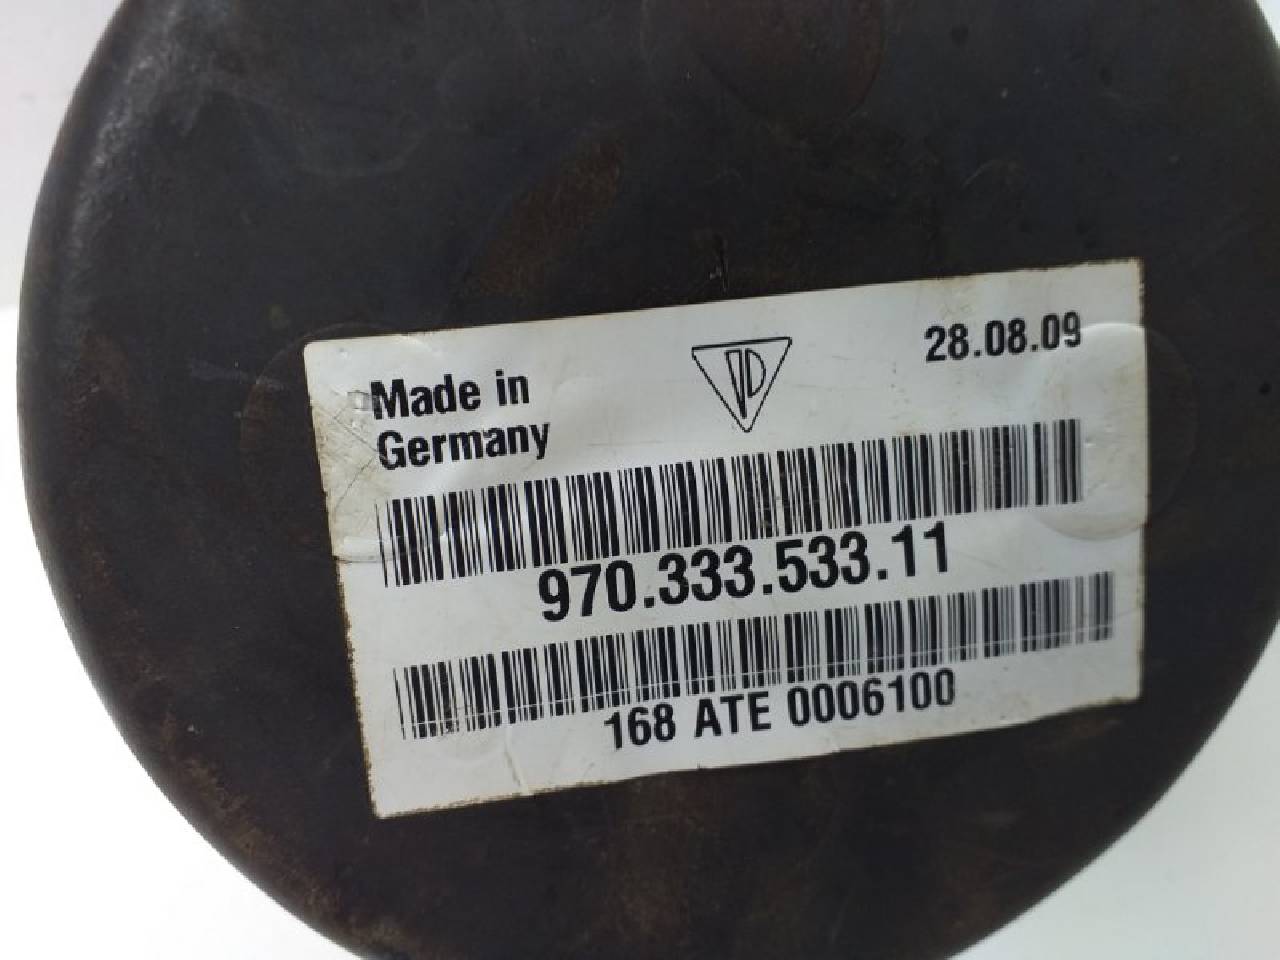 Made in
Germany
28.08.09
970.333.533.11
168 ATE 0006100